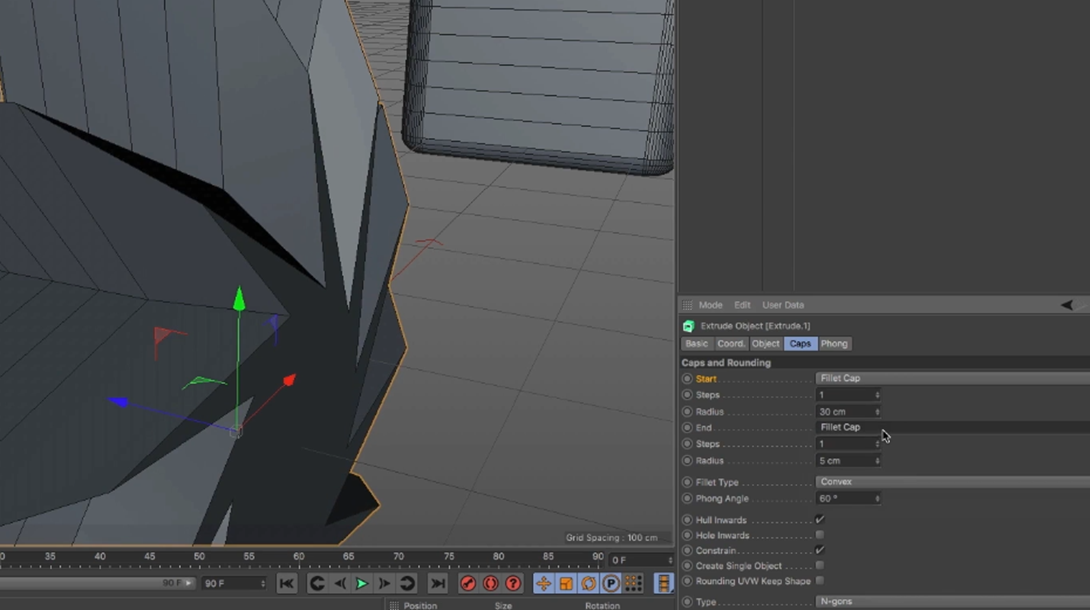 Mode Edit User Data
Extrude Object [Extrude.1]
Basic Coord. Object Caps Phong
Caps and Rounding
Start Fillet Cap
Steps 1
Radius 30 cm
End Fillet Cap
Steps 1
Radius 5 cm
Fillet Type Convex
Phong Angle 60 °
Hull Inwards
Hole Inwards
Constrain
Create Single Object
Rounding UVW Keep Shape
Type N-gons
Grid Spacing : 100 cm
35 40 45 50 55 60 65 70 75 80 85 90 0 F
90 F 90 F
Position Size Rotation